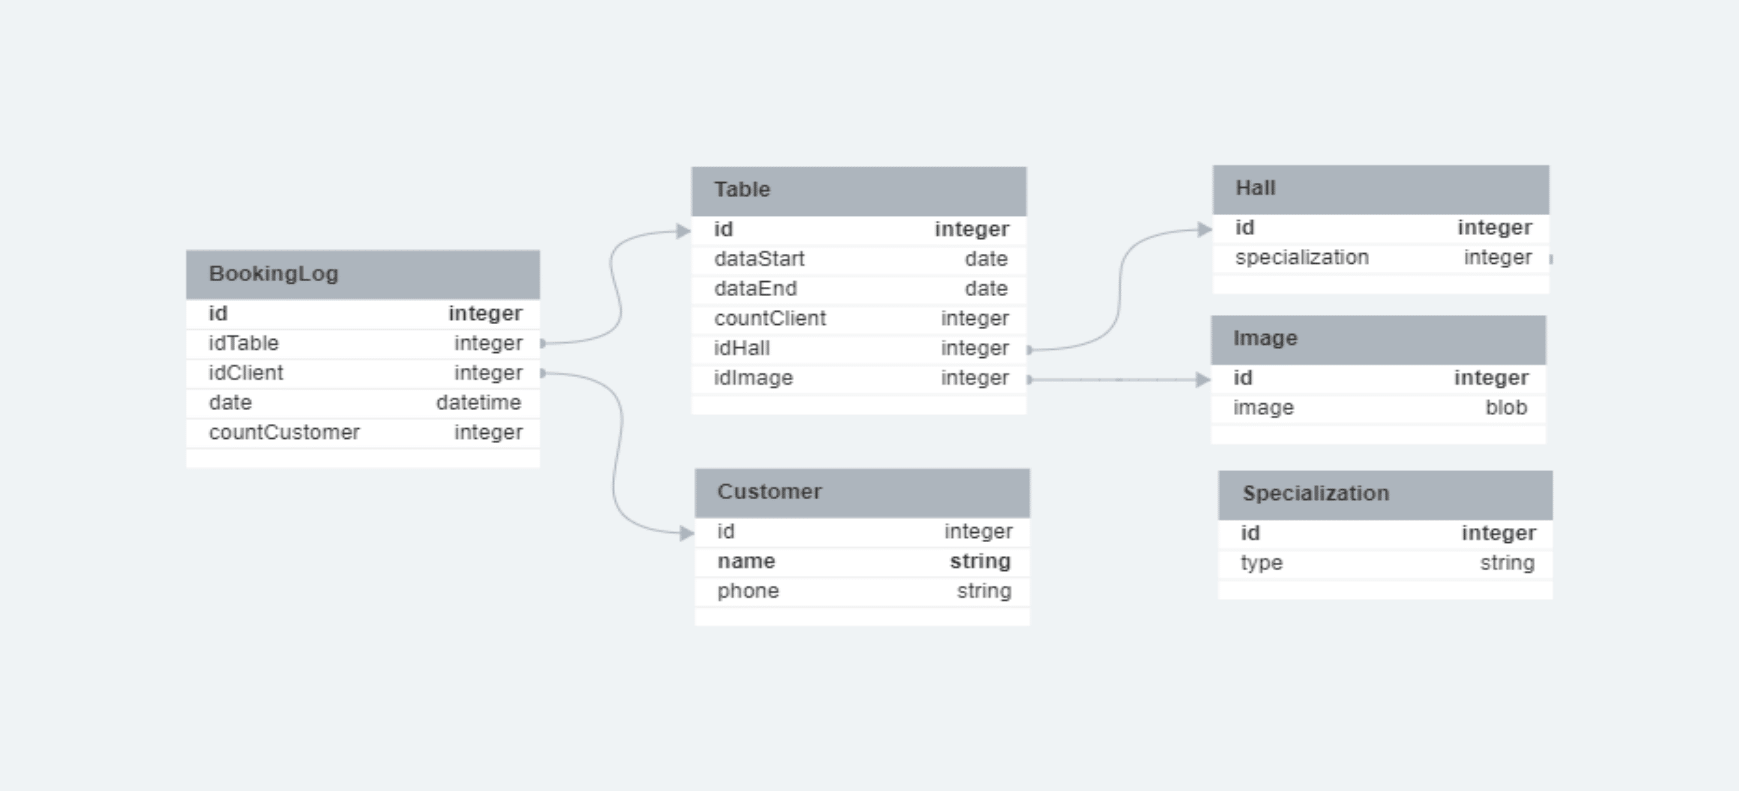 BookingLog
id integer
idTable integer
idClient integer
date datetime
countCustomer integer
Table
id integer
dataStart date
dataEnd date
countClient integer
idHall integer
idImage integer
Customer
id integer
name string
phone string
Hall
id integer
specialization integer
Image
id integer
image blob
Specialization
id integer
type string